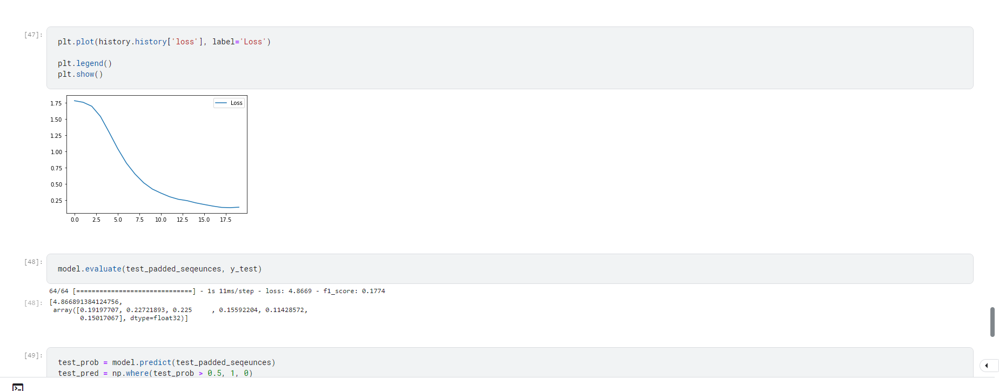 [47]:
plt.plot(history.history['loss'], label='Loss')
plt.legend()
plt.show()
Loss
1.75
1.50
1.25
1.00
0.75
0.50
0.25
0.0 2.5 5.0 7.5 10.0 12.5 15.0 17.5
[48]:
model.evaluate(test_padded_seqeunces, y_test)
64/64 [==============================] - 1s 11ms/step - loss: 4.8669 - f1_score: 0.1774
[48]:
[4.866891384124756,
array([0.19197707, 0.22721893, 0.225     , 0.15592204, 0.11428572,
0.15017067], dtype=float32)]
[49]:
test_prob = model.predict(test_padded_seqeunces)
test_pred = np.where(test_prob > 0.5, 1, 0)